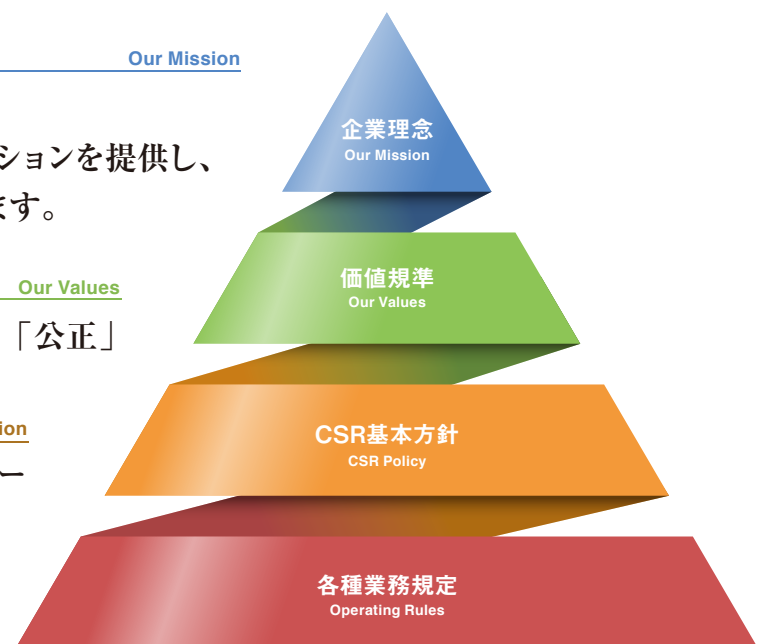 Our Mission
ションを提供し、
ます。
Our Values
「公正」
ion
ー
企業理念
Our Mission
価値規準
Our Values
CSR基本方針
CSR Policy
各種業務規定
Operating Rules